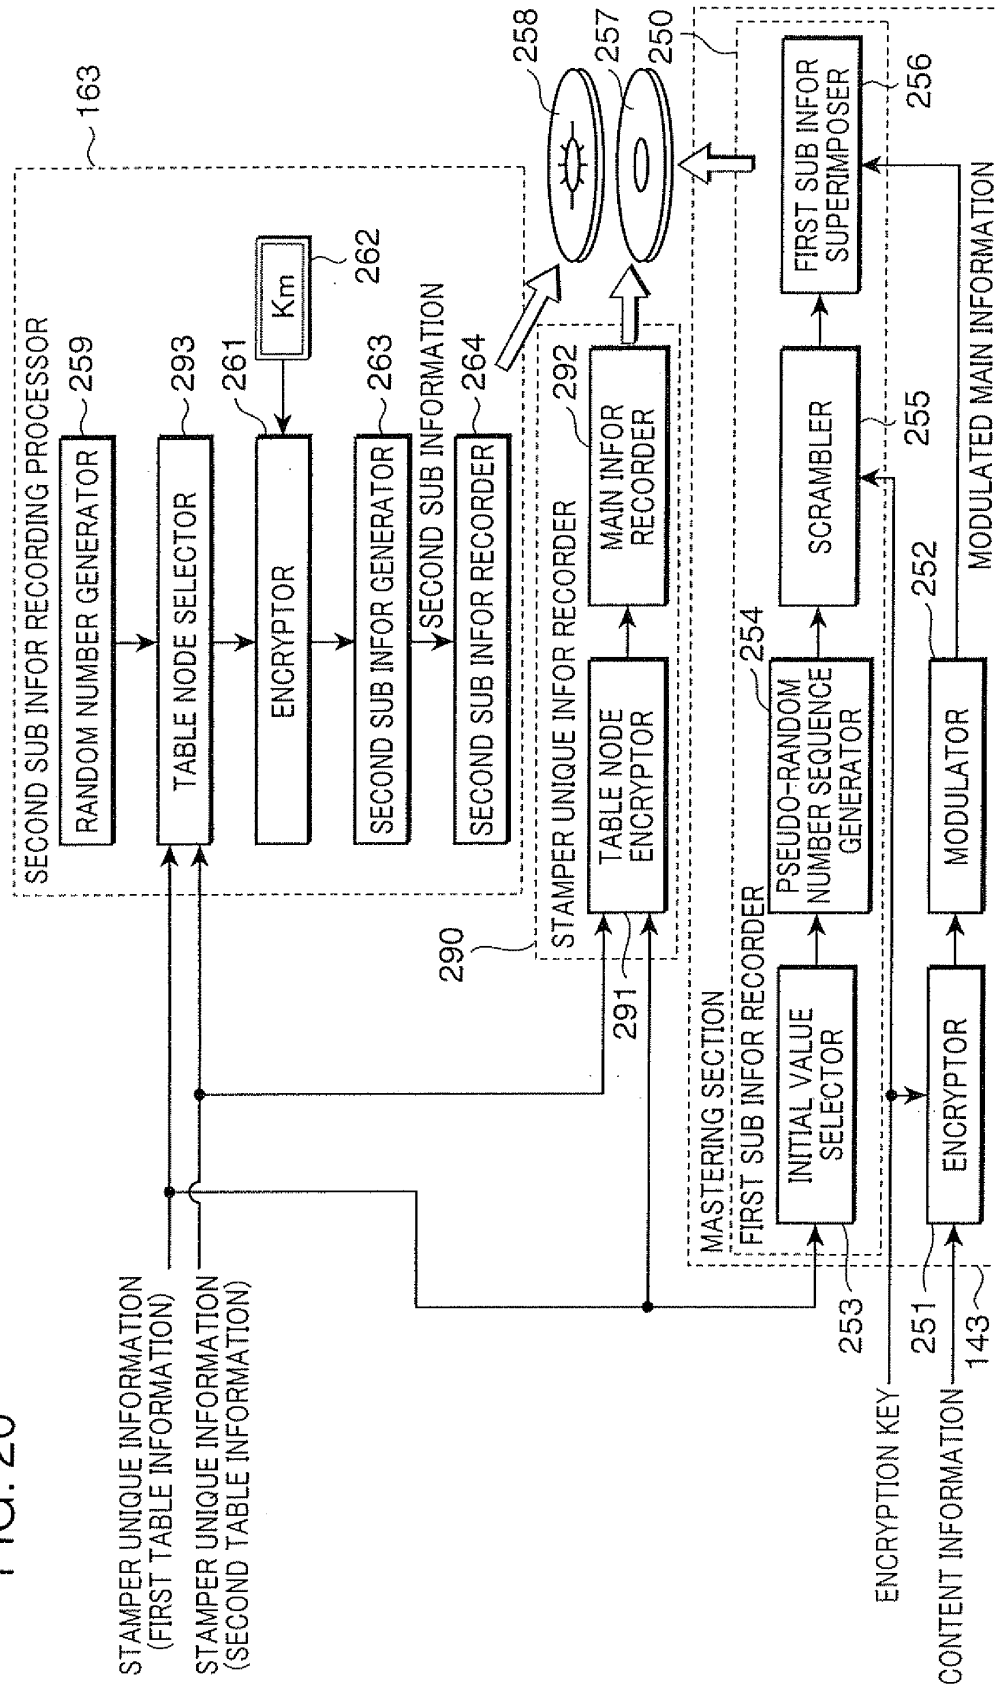 FIG. 20
STAMPER UNIQUE INFORMATION
(FIRST TABLE INFORMATION)
STAMPER UNIQUE INFORMATION
(SECOND TABLE INFORMATION)
SECOND SUB INFOR RECORDING PROCESSOR
163
RANDOM NUMBER GENERATOR
259
TABLE NODE SELECTOR
293
ENCRYPTOR
261
Km
262
SECOND SUB INFOR GENERATOR
263
SECOND SUB INFORMATION
SECOND SUB INFOR RECORDER
264
258
257
250
290
STAMPER UNIQUE INFOR RECORDER
TABLE NODE
ENCRYPTOR
291
MAIN INFOR
RECORDER
292
MASTERING SECTION
FIRST SUB INFOR RECORDER
INITIAL VALUE
SELECTOR
253
PSEUDO-RANDOM
NUMBER SEQUENCE
GENERATOR
254
SCRAMBLER
255
FIRST SUB INFOR
SUPERIMPOSER
256
ENCRYPTION KEY
CONTENT INFORMATION
251
143
ENCRYPTOR
MODULATOR
252
MODULATED MAIN INFORMATION